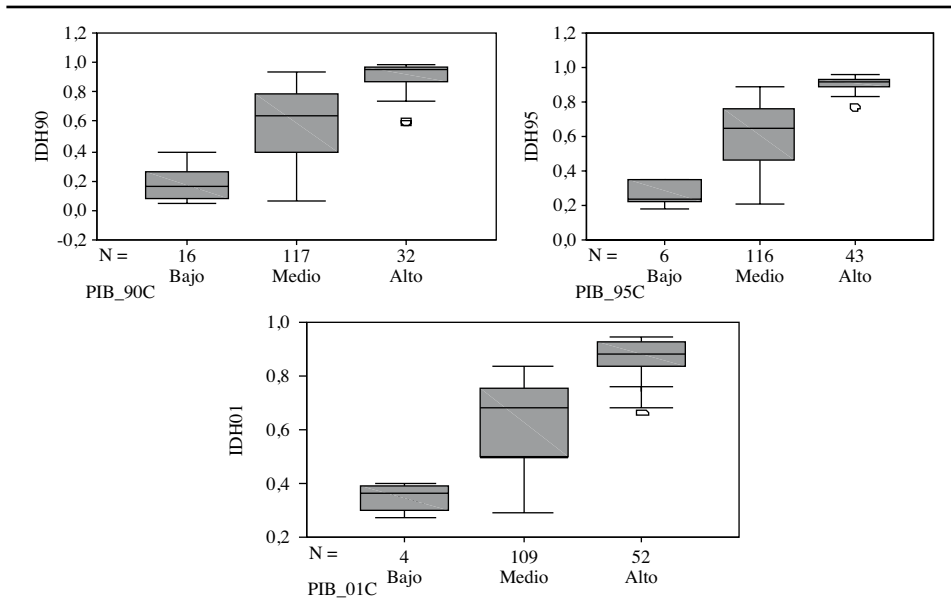 1,2
1,0
0,8
0,6
0,4
0,2
0,0
-0,2
IDH90
N = 16 117 32
Bajo Medio Alto
PIB_90C
1,2
1,0
0,8
0,6
0,4
0,2
0,0
IDH95
N = 6 116 43
Bajo Medio Alto
PIB_95C
1,0
0,8
0,6
0,4
0,2
IDH01
N = 4 109 52
Bajo Medio Alto
PIB_01C